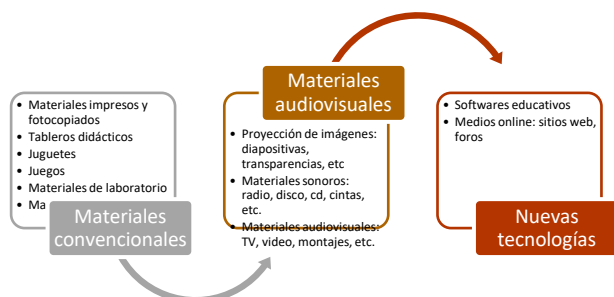 • Materiales impresos y
fotocopiados
• Tableros didácticos
• Juguetes
• Juegos
• Materiales de laboratorio
Materiales
convencionales
Materiales
audiovisuales
• Proyección de imágenes:
diapositivas,
transparencias, etc
• Materiales sonoros:
radio, disco, cd, cintas,
etc.
• Materiales audiovisuales:
TV, video, montajes, etc.
• Softwares educativos
• Medios online: sitios web,
foros
Nuevas
tecnologías